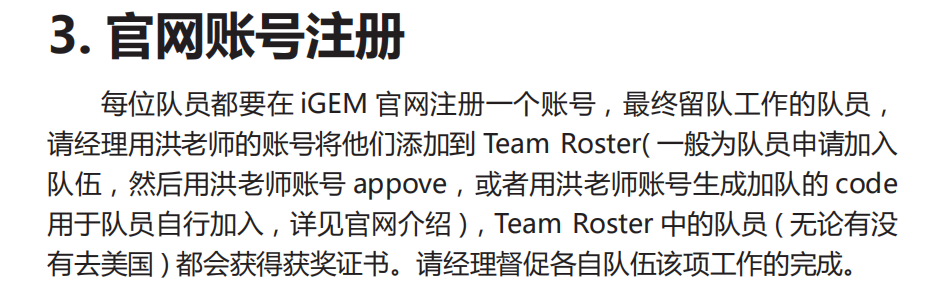 3. 官网账号注册
每位队员都要在 iGEM 官网注册一个账号，最终留队工作的队员，
请经理用洪老师的账号将他们添加到 Team Roster( 一般为队员申请加入
队伍，然后用洪老师账号 appove，或者用洪老师账号生成加队的 code
用于队员自行加入，详见官网介绍 )，Team Roster 中的队员 ( 无论有没
有去美国 ) 都会获得获奖证书。请经理督促各自队伍该项工作的完成。